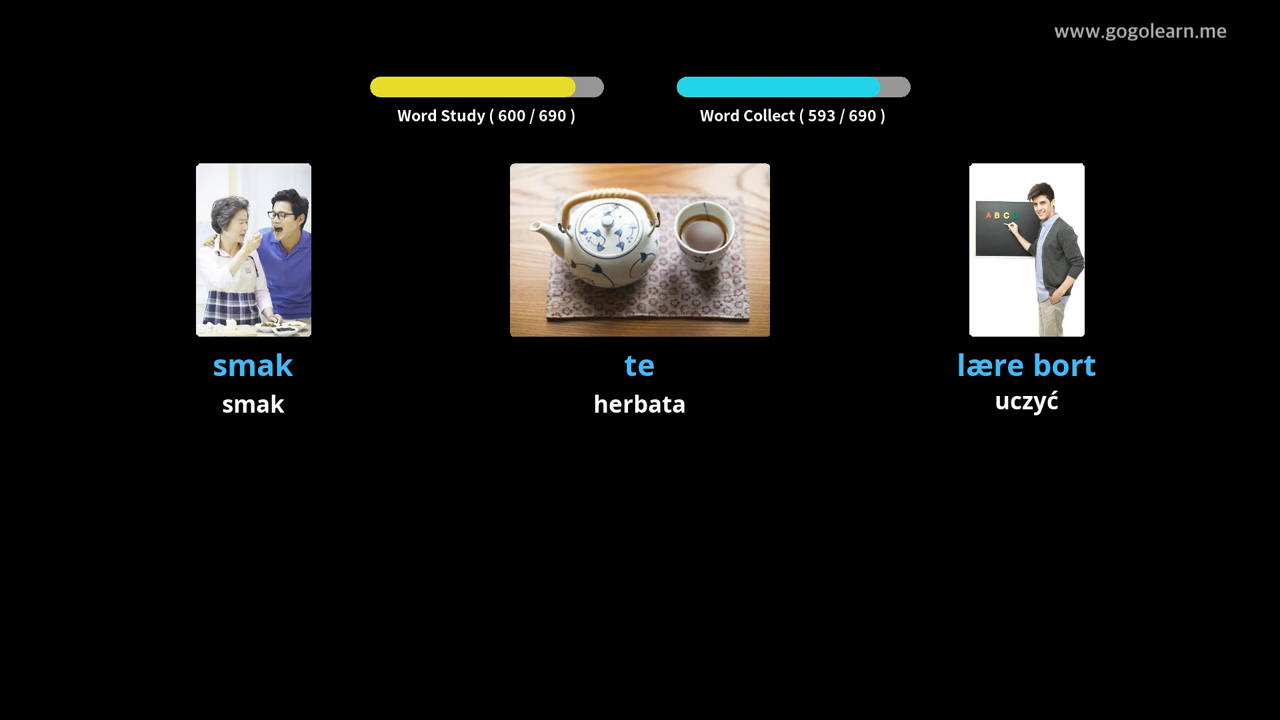 www.gogolearn.me
Word Study ( 600 / 690 )
Word Collect ( 593 / 690 )
A B C D
smak
smak
te
herbata
lære bort
uczyć